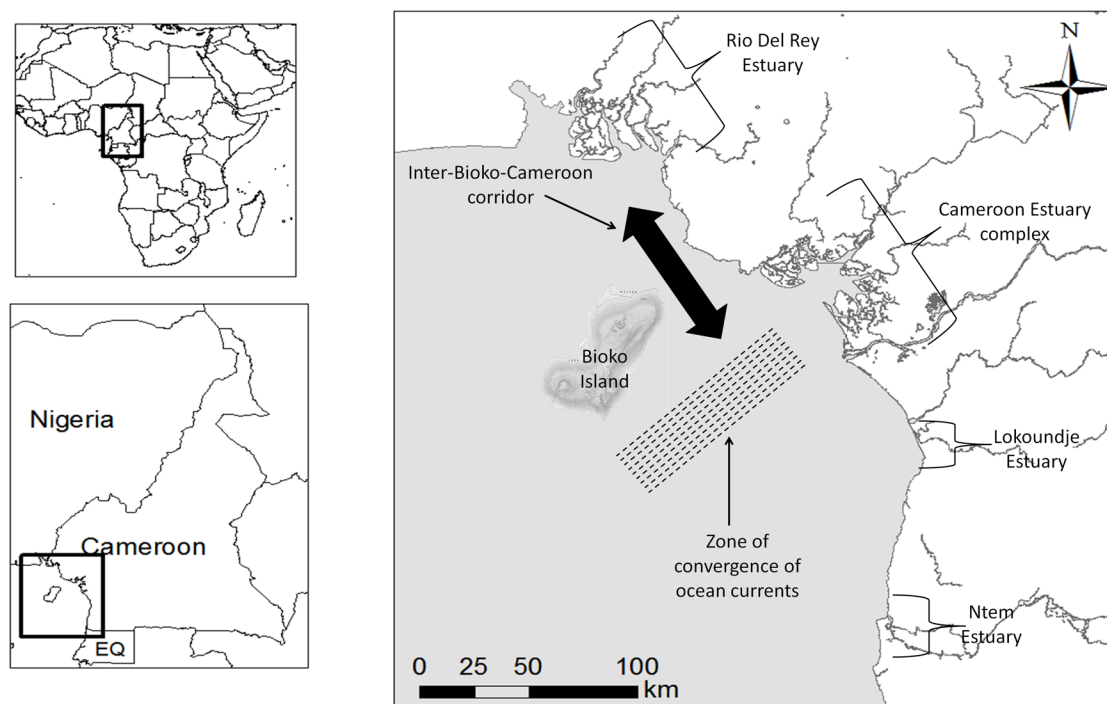 Nigeria
Cameroon
EQ
Rio Del Rey
Estuary
N
Inter-Bioko-Cameroon
corridor
Cameroon Estuary
complex
Bioko
Island
Lokoundje
Estuary
Zone of
convergence of
ocean currents
Ntem
Estuary
0 25 50 100
km